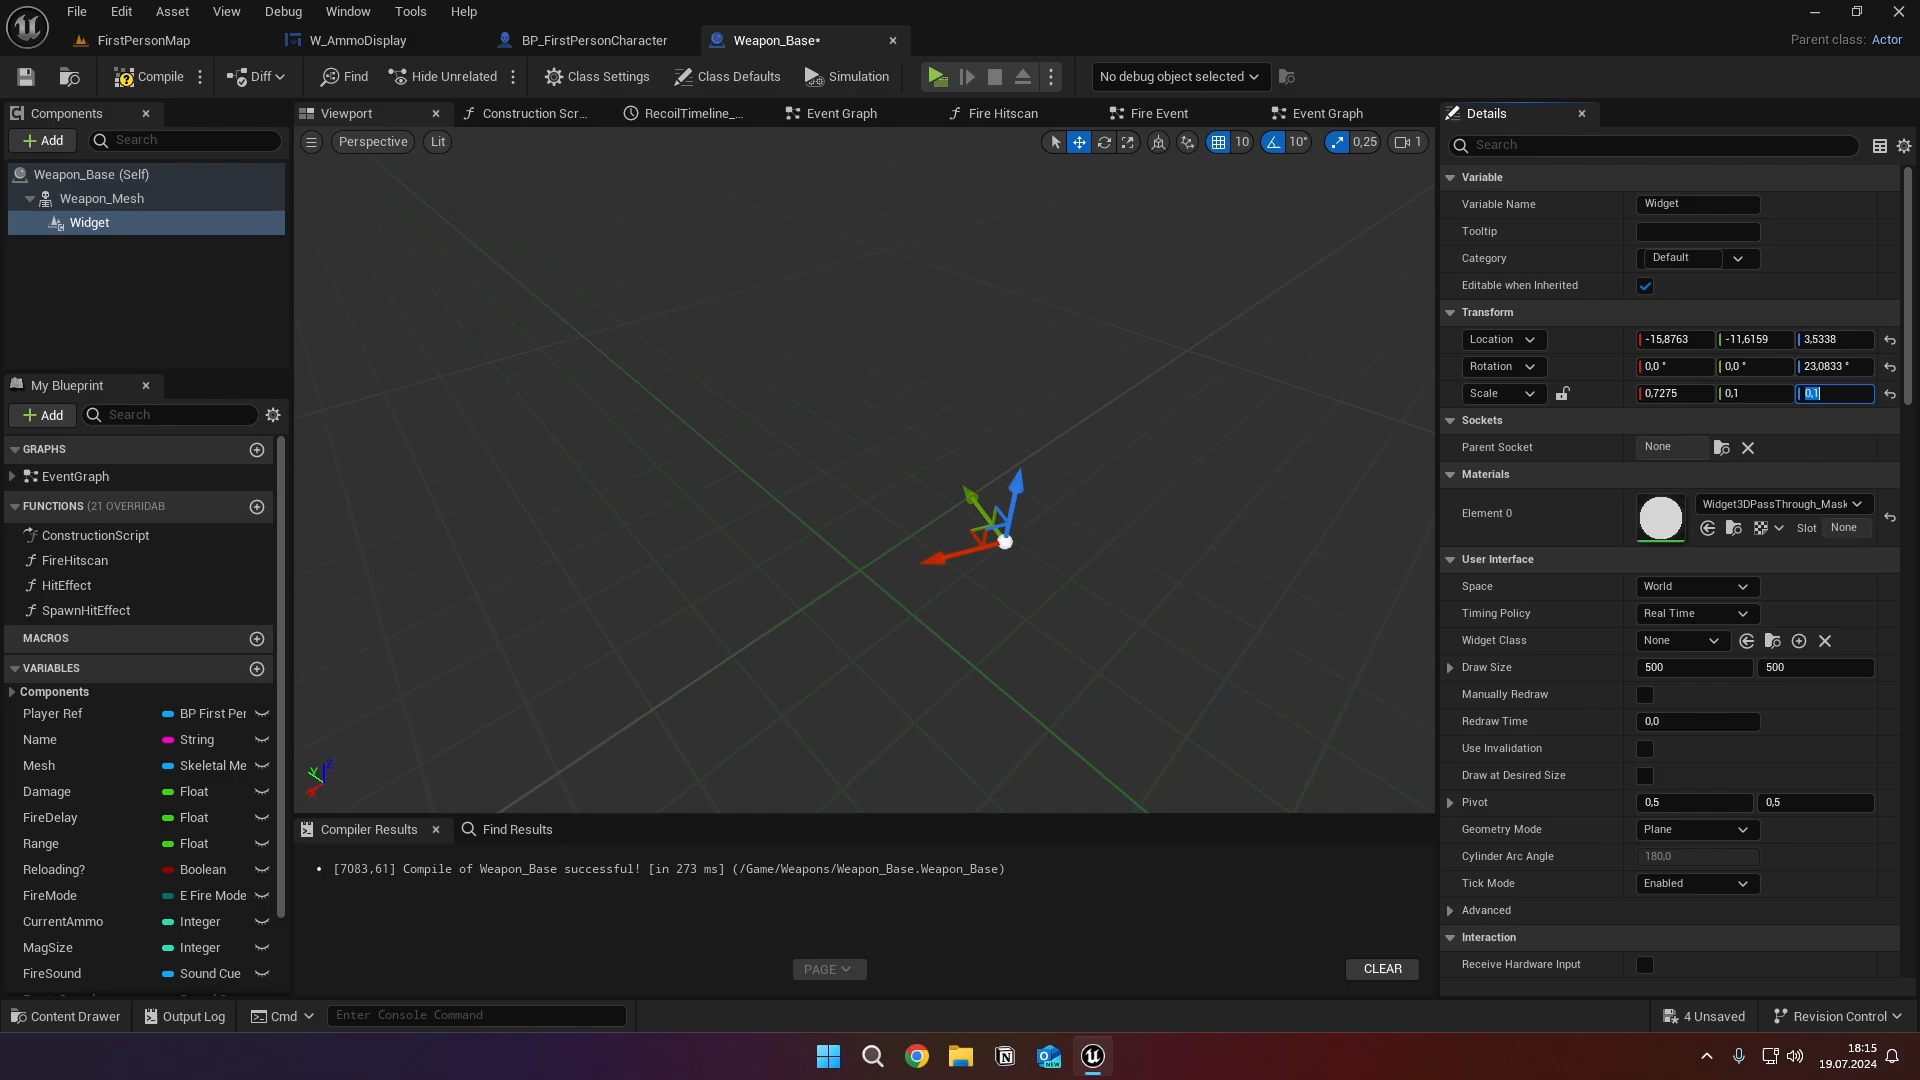 File Edit Asset View Debug Window Tools Help
FirstPersonMap W_AmmoDisplay BP_FirstPersonCharacter Weapon_Base* Parent class: Actor
Compile Diff Find Hide Unrelated Class Settings Class Defaults Simulation No debug object selected
Components Viewport Construction Scr... RecoilTimeline_... Event Graph Fire Hitscan Fire Event Event Graph Details
Add Search Perspective Lit 10 10° 0,25 1 Search
Weapon_Base (Self)
Weapon_Mesh
Widget
My Blueprint
Add Search
GRAPHS
EventGraph
FUNCTIONS (21 OVERRIDAB
ConstructionScript
FireHitscan
HitEffect
SpawnHitEffect
MACROS
VARIABLES
Components
Player Ref BP First Per
Name String
Mesh Skeletal Me
Damage Float
FireDelay Float
Range Float
Reloading? Boolean
FireMode E Fire Mode
CurrentAmmo Integer
MagSize Integer
FireSound Sound Cue
Z
Y
X
Compiler Results Find Results
• [7083,61] Compile of Weapon_Base successful! [in 273 ms] (/Game/Weapons/Weapon_Base.Weapon_Base)
PAGE CLEAR
Variable
Variable Name Widget
Tooltip
Category Default
Editable when Inherited
Transform
Location -15,8763 -11,6159 3,5338
Rotation 0,0 ° 0,0 ° 23,0833 °
Scale 0,7275 0,1 0,1
Sockets
Parent Socket None
Materials
Element 0 Widget3DPassThrough_Mask Slot None
User Interface
Space World
Timing Policy Real Time
Widget Class None
Draw Size 500 500
Manually Redraw
Redraw Time 0,0
Use Invalidation
Draw at Desired Size
Pivot 0,5 0,5
Geometry Mode Plane
Cylinder Arc Angle 180,0
Tick Mode Enabled
Advanced
Interaction
Receive Hardware Input
Content Drawer Output Log Cmd Enter Console Command 4 Unsaved Revision Control
NEW
18:15
19.07.2024